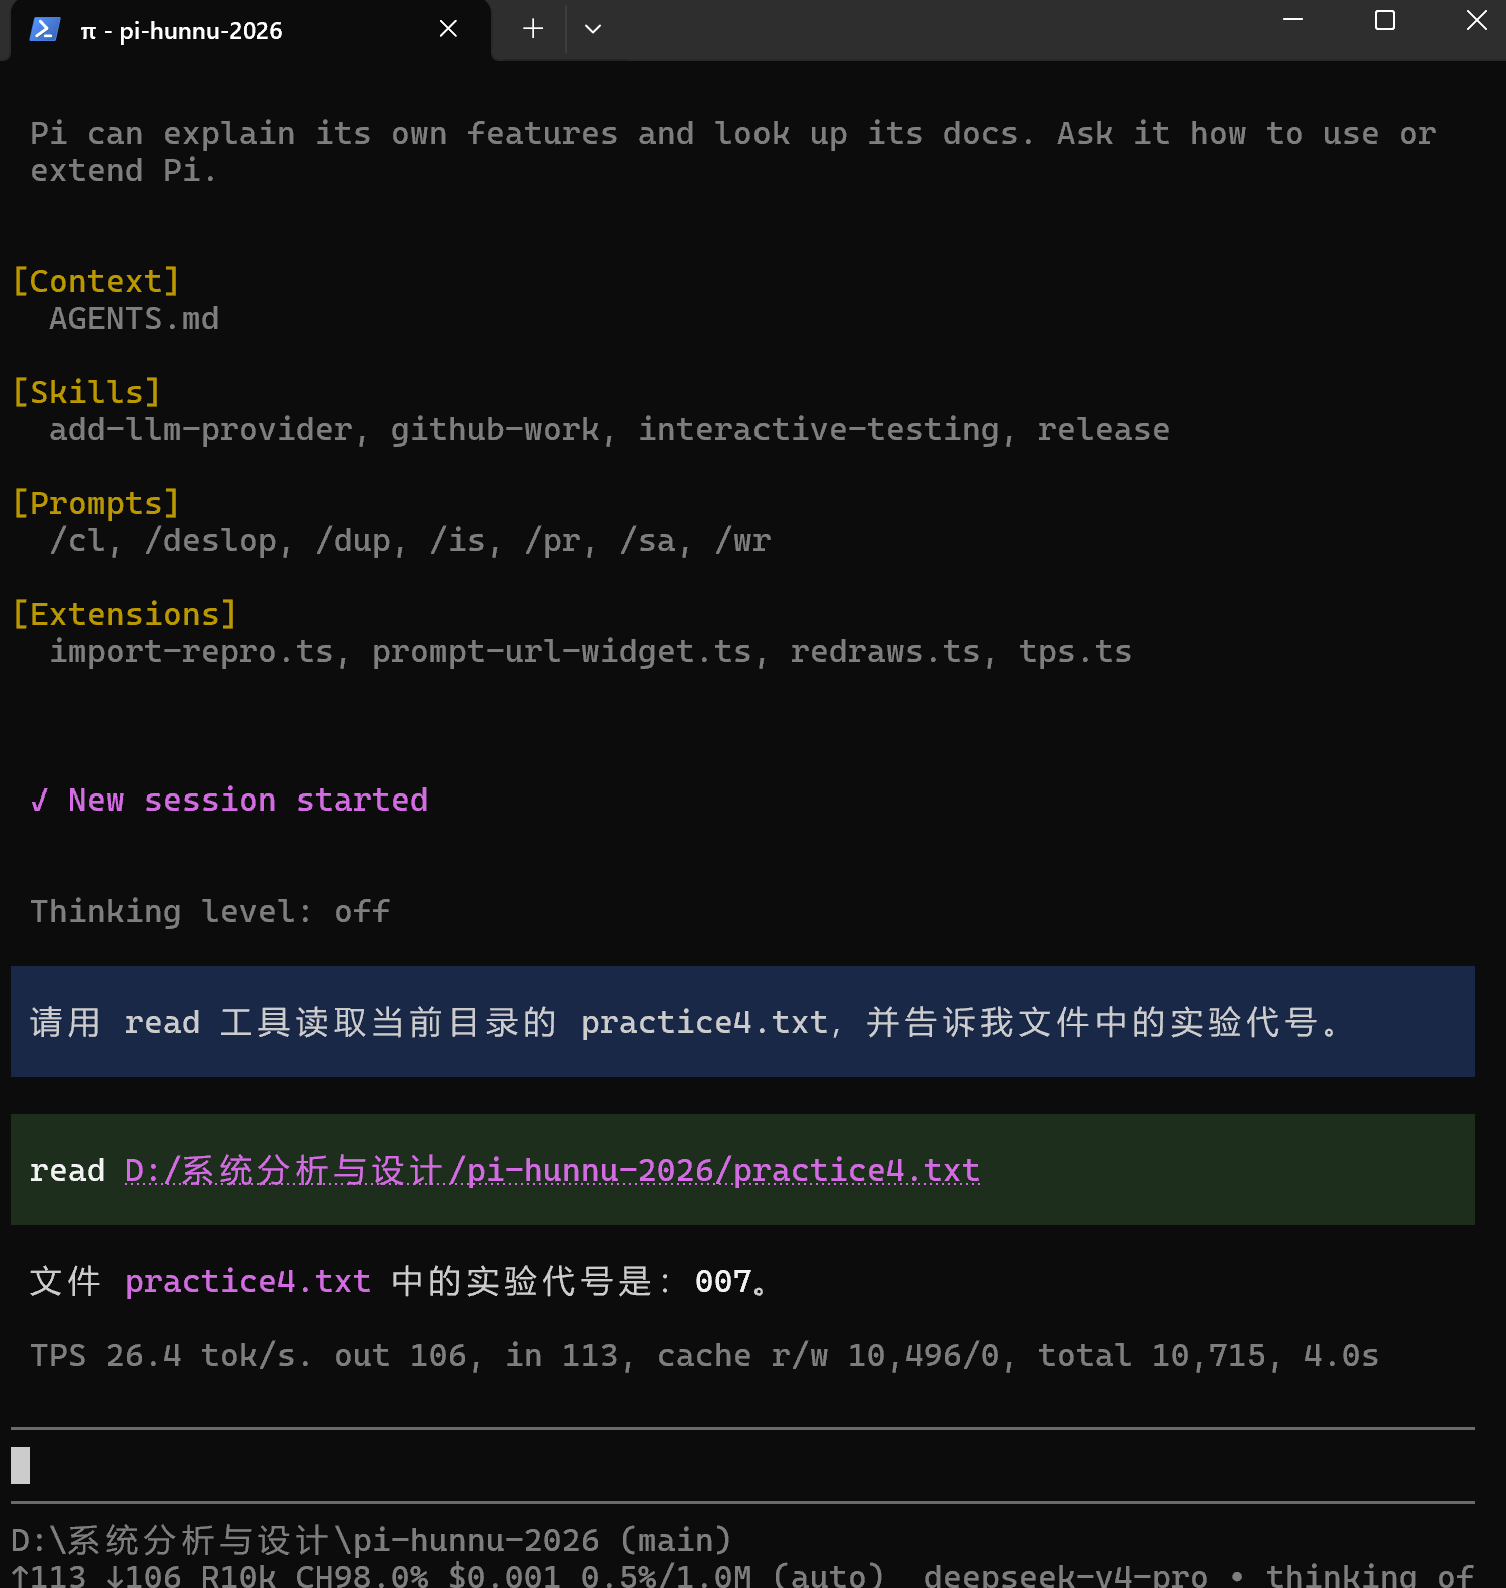 π - pi-hunnu-2026
Pi can explain its own features and look up its docs. Ask it how to use or
extend Pi.
[Context]
AGENTS.md
[Skills]
add-llm-provider, github-work, interactive-testing, release
[Prompts]
/cl, /deslop, /dup, /is, /pr, /sa, /wr
[Extensions]
import-repro.ts, prompt-url-widget.ts, redraws.ts, tps.ts
✓ New session started
Thinking level: off
请用 read 工具读取当前目录的 practice4.txt, 并告诉我文件中的实验代号。
read D:/系统分析与设计/pi-hunnu-2026/practice4.txt
文件 practice4.txt 中的实验代号是: 007。
TPS 26.4 tok/s. out 106, in 113, cache r/w 10,496/0, total 10,715, 4.0s
D:\系统分析与设计\pi-hunnu-2026 (main)
↑113 ↓106 R10k CH98.0% $0.001 0.5%/1.0M (auto) deepseek-v4-pro • thinking of